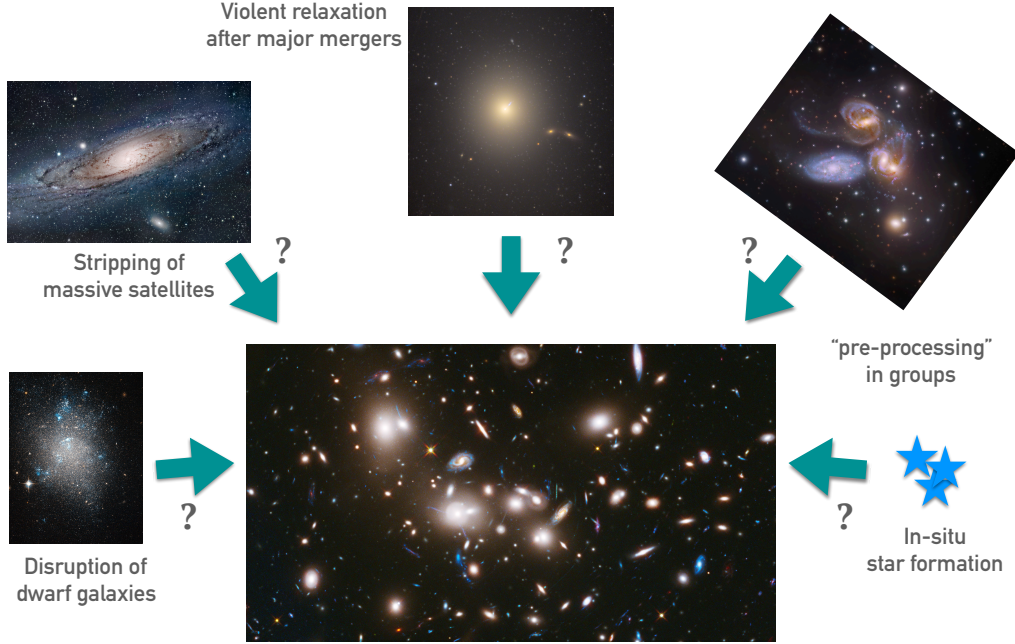 Violent relaxation
after major mergers
?
?
?
Stripping of
massive satellites
“pre-processing”
in groups
?
?
In-situ
star formation
Disruption of
dwarf galaxies